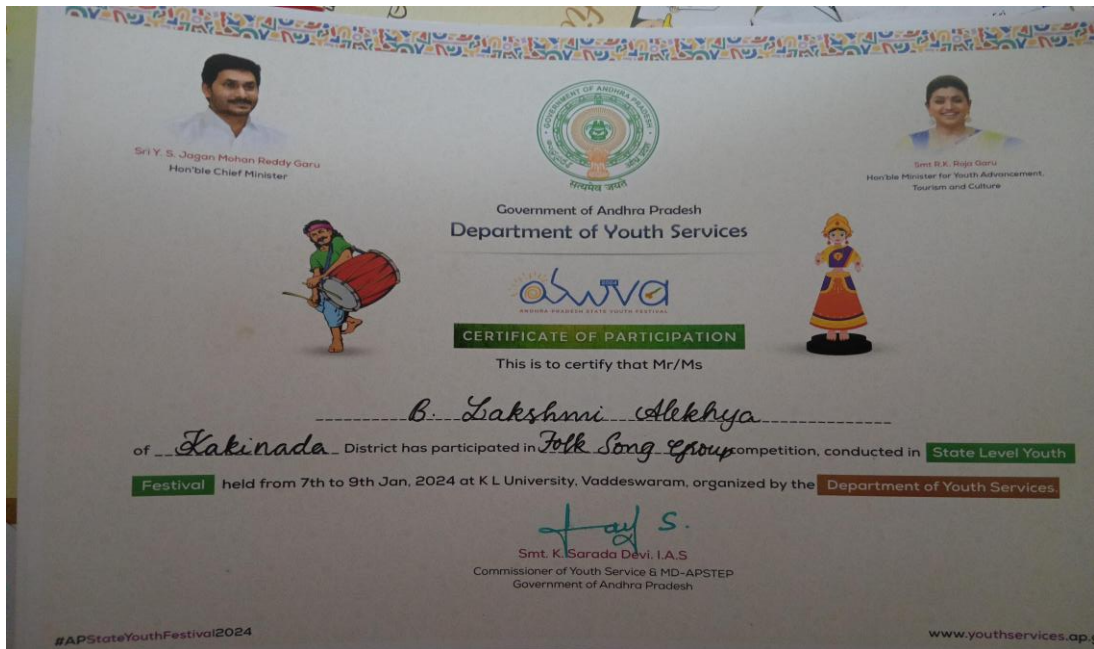 Sri Y. S. Jagan Mohan Reddy Garu
Hon'ble Chief Minister
GOVERNMENT OF ANDHRA PRADESH
सत्यमेव जयते
Smt R.K. Roja Garu
Hon'ble Minister for Youth Advancement,
Tourism and Culture
Government of Andhra Pradesh
Department of Youth Services
ANDHRA PRADESH STATE YOUTH FESTIVAL
CERTIFICATE OF PARTICIPATION
This is to certify that Mr/Ms
B. Lakshmi Alekhya
of Kakinada District has participated in Folk Song Group competition, conducted in State Level Youth
Festival held from 7th to 9th Jan, 2024 at K L University, Vaddeswaram, organized by the Department of Youth Services.
Smt. K. Sarada Devi. I.A.S
Commissioner of Youth Service & MD-APSTEP
Government of Andhra Pradesh
#APStateYouthFestival2024
www.youthservices.ap.g